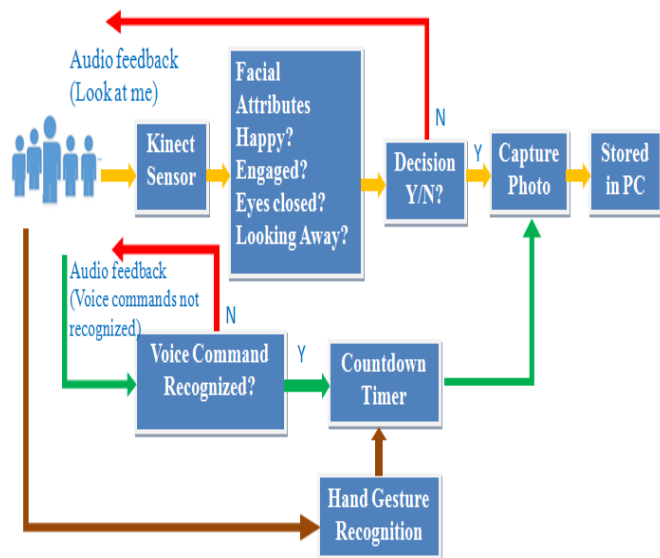 Audio feedback
(Look at me)
Kinect
Sensor
Facial
Attributes
Happy?
Engaged?
Eyes closed?
Looking Away?
N
Decision
Y/N?
Y
Capture
Photo
Stored
in PC
Audio feedback
(Voice commands not
recognized)
N
Voice Command
Recognized?
Y
Countdown
Timer
Hand Gesture
Recognition